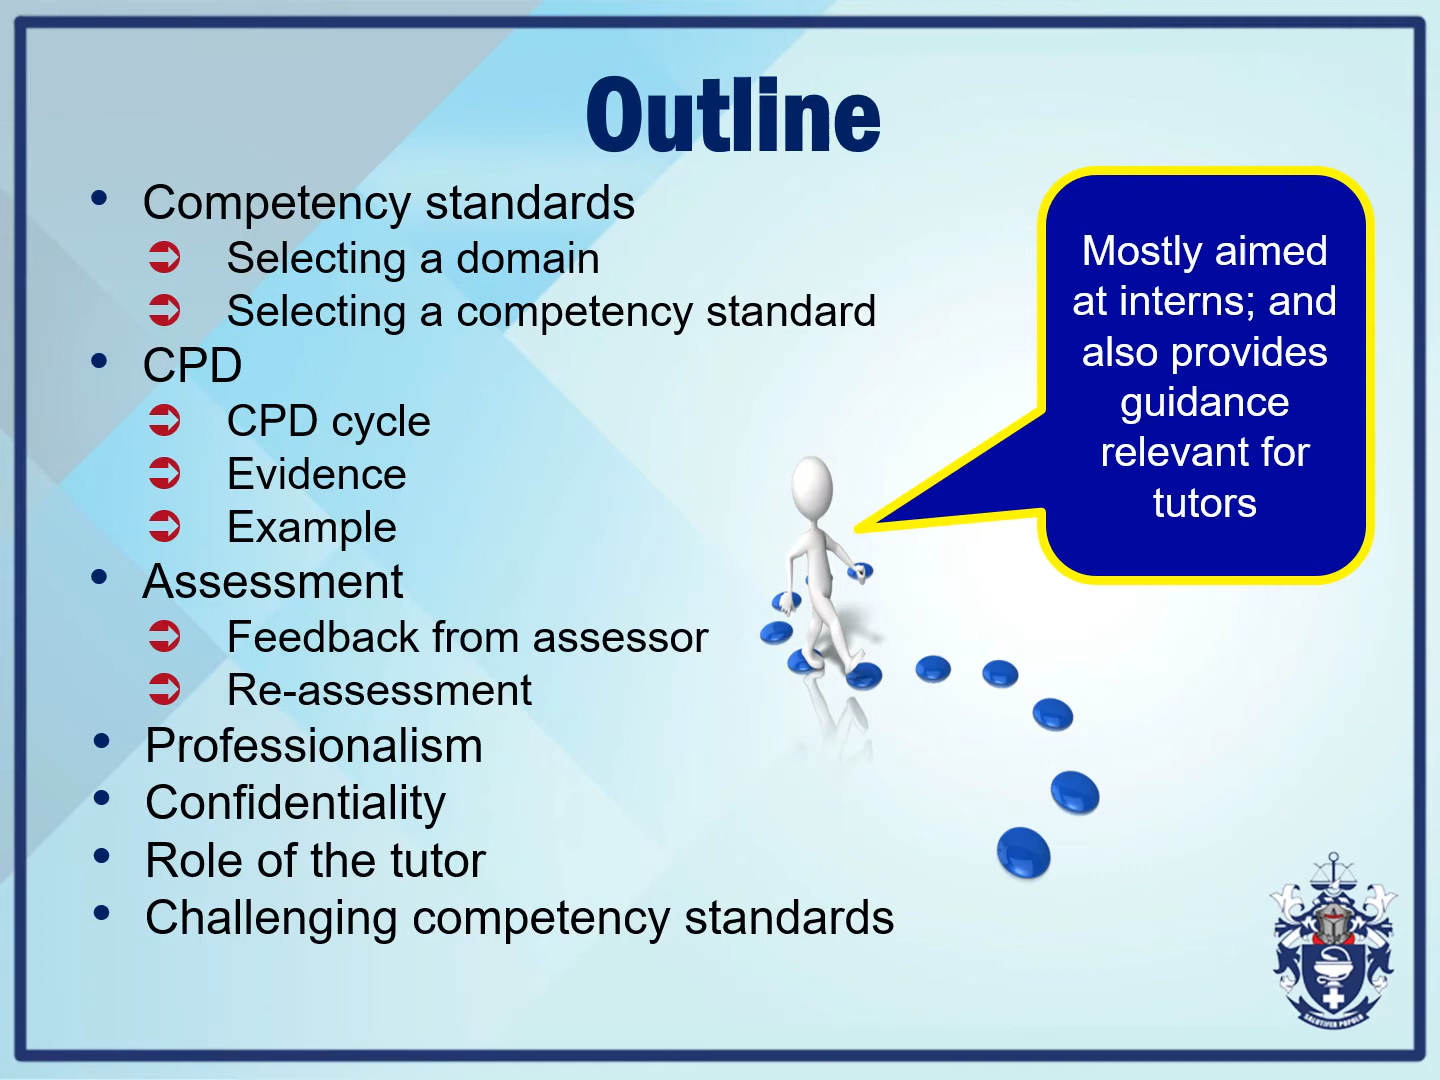 Outline
• Competency standards
➲ Selecting a domain
➲ Selecting a competency standard
• CPD
➲ CPD cycle
➲ Evidence
➲ Example
• Assessment
➲ Feedback from assessor
➲ Re-assessment
• Professionalism
• Confidentiality
• Role of the tutor
• Challenging competency standards
Mostly aimed
at interns; and
also provides
guidance
relevant for
tutors
SALUTIFER POPULO